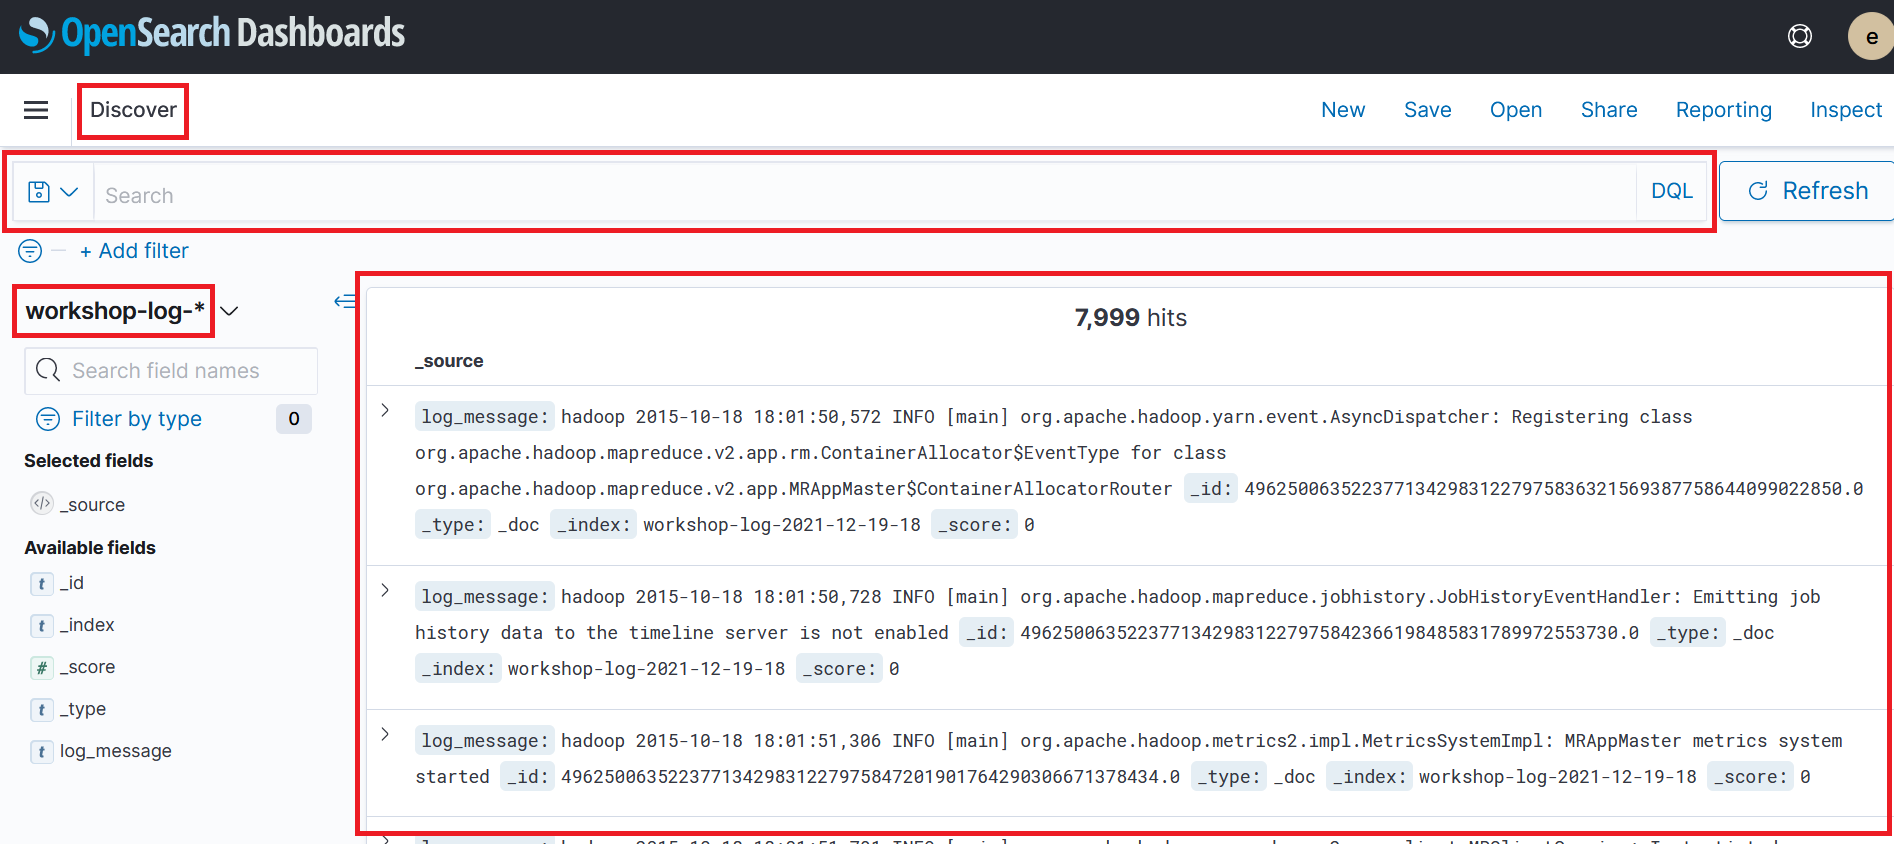 OpenSearch Dashboards
e
Discover
New Save Open Share Reporting Inspect
Search
DQL
Refresh
+ Add filter
workshop-log-*
Search field names
Filter by type
0
Selected fields
_source
Available fields
t _id
t _index
# _score
t _type
t log_message
7,999 hits
_source
log_message: hadoop 2015-10-18 18:01:50,572 INFO [main] org.apache.hadoop.yarn.event.AsyncDispatcher: Registering class
org.apache.hadoop.mapreduce.v2.app.rm.ContainerAllocator$EventType for class
org.apache.hadoop.mapreduce.v2.app.MRAppMaster$ContainerAllocatorRouter _id: 49625006352237713429831227975836321569387758644099022850.0
_type: _doc _index: workshop-log-2021-12-19-18 _score: 0
log_message: hadoop 2015-10-18 18:01:50,728 INFO [main] org.apache.hadoop.mapreduce.jobhistory.JobHistoryEventHandler: Emitting job
history data to the timeline server is not enabled _id: 49625006352237713429831227975842366198485831789972553730.0 _type: _doc
_index: workshop-log-2021-12-19-18 _score: 0
log_message: hadoop 2015-10-18 18:01:51,306 INFO [main] org.apache.hadoop.metrics2.impl.MetricsSystemImpl: MRAppMaster metrics system
started _id: 49625006352237713429831227975847201901764290306671378434.0 _type: _doc _index: workshop-log-2021-12-19-18 _score: 0